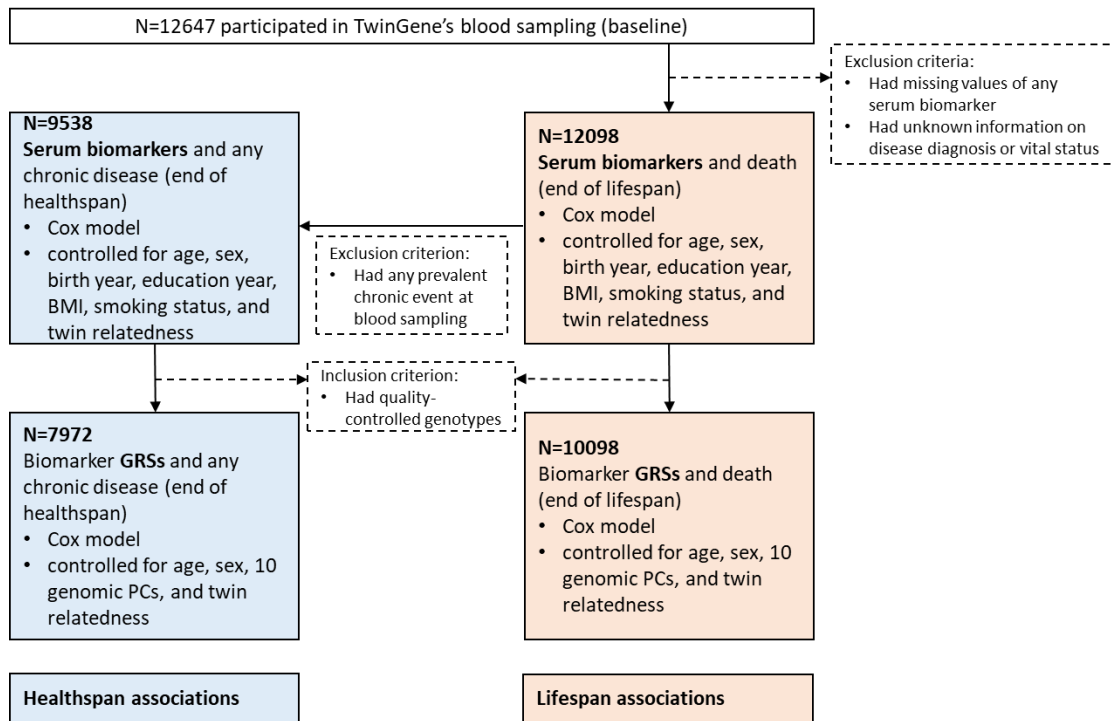 N=12647 participated in TwinGene's blood sampling (baseline)
Exclusion criteria:
• Had missing values of any
serum biomarker
• Had unknown information on
disease diagnosis or vital status
N=9538
Serum biomarkers and any
chronic disease (end of
healthspan)
• Cox model
• controlled for age, sex,
birth year, education year,
BMI, smoking status, and
twin relatedness
N=12098
Serum biomarkers and death
(end of lifespan)
• Cox model
• controlled for age, sex,
birth year, education year,
BMI, smoking status, and
twin relatedness
Exclusion criterion:
• Had any prevalent
chronic event at
blood sampling
Inclusion criterion:
• Had quality-
controlled genotypes
N=7972
Biomarker GRSs and any
chronic disease (end of
healthspan)
• Cox model
• controlled for age, sex, 10
genomic PCs, and twin
relatedness
N=10098
Biomarker GRSs and death
(end of lifespan)
• Cox model
• controlled for age, sex, 10
genomic PCs, and twin
relatedness
Healthspan associations
Lifespan associations